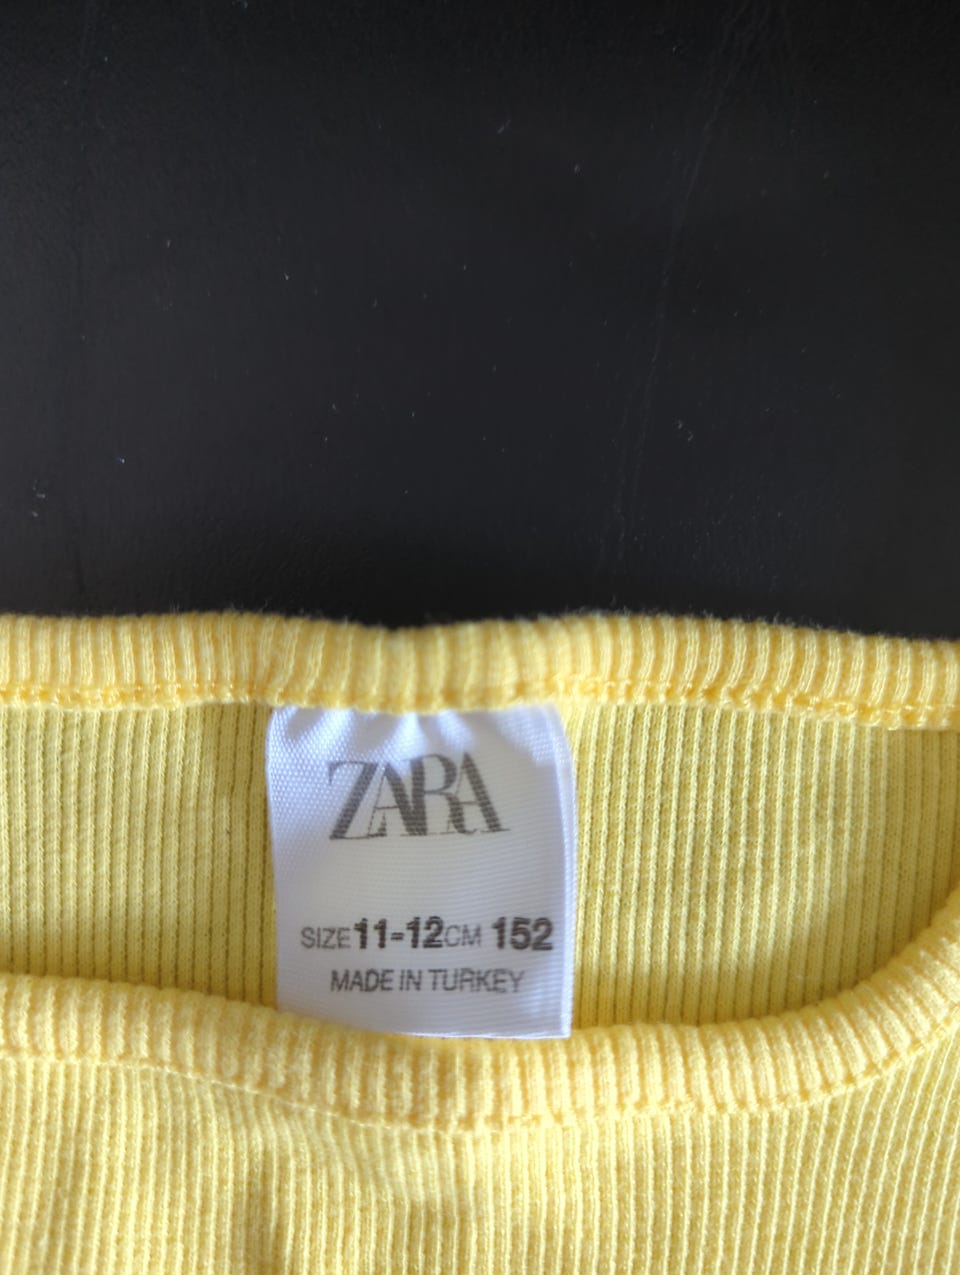 ZARA
SIZE 11-12 CM 152
MADE IN TURKEY